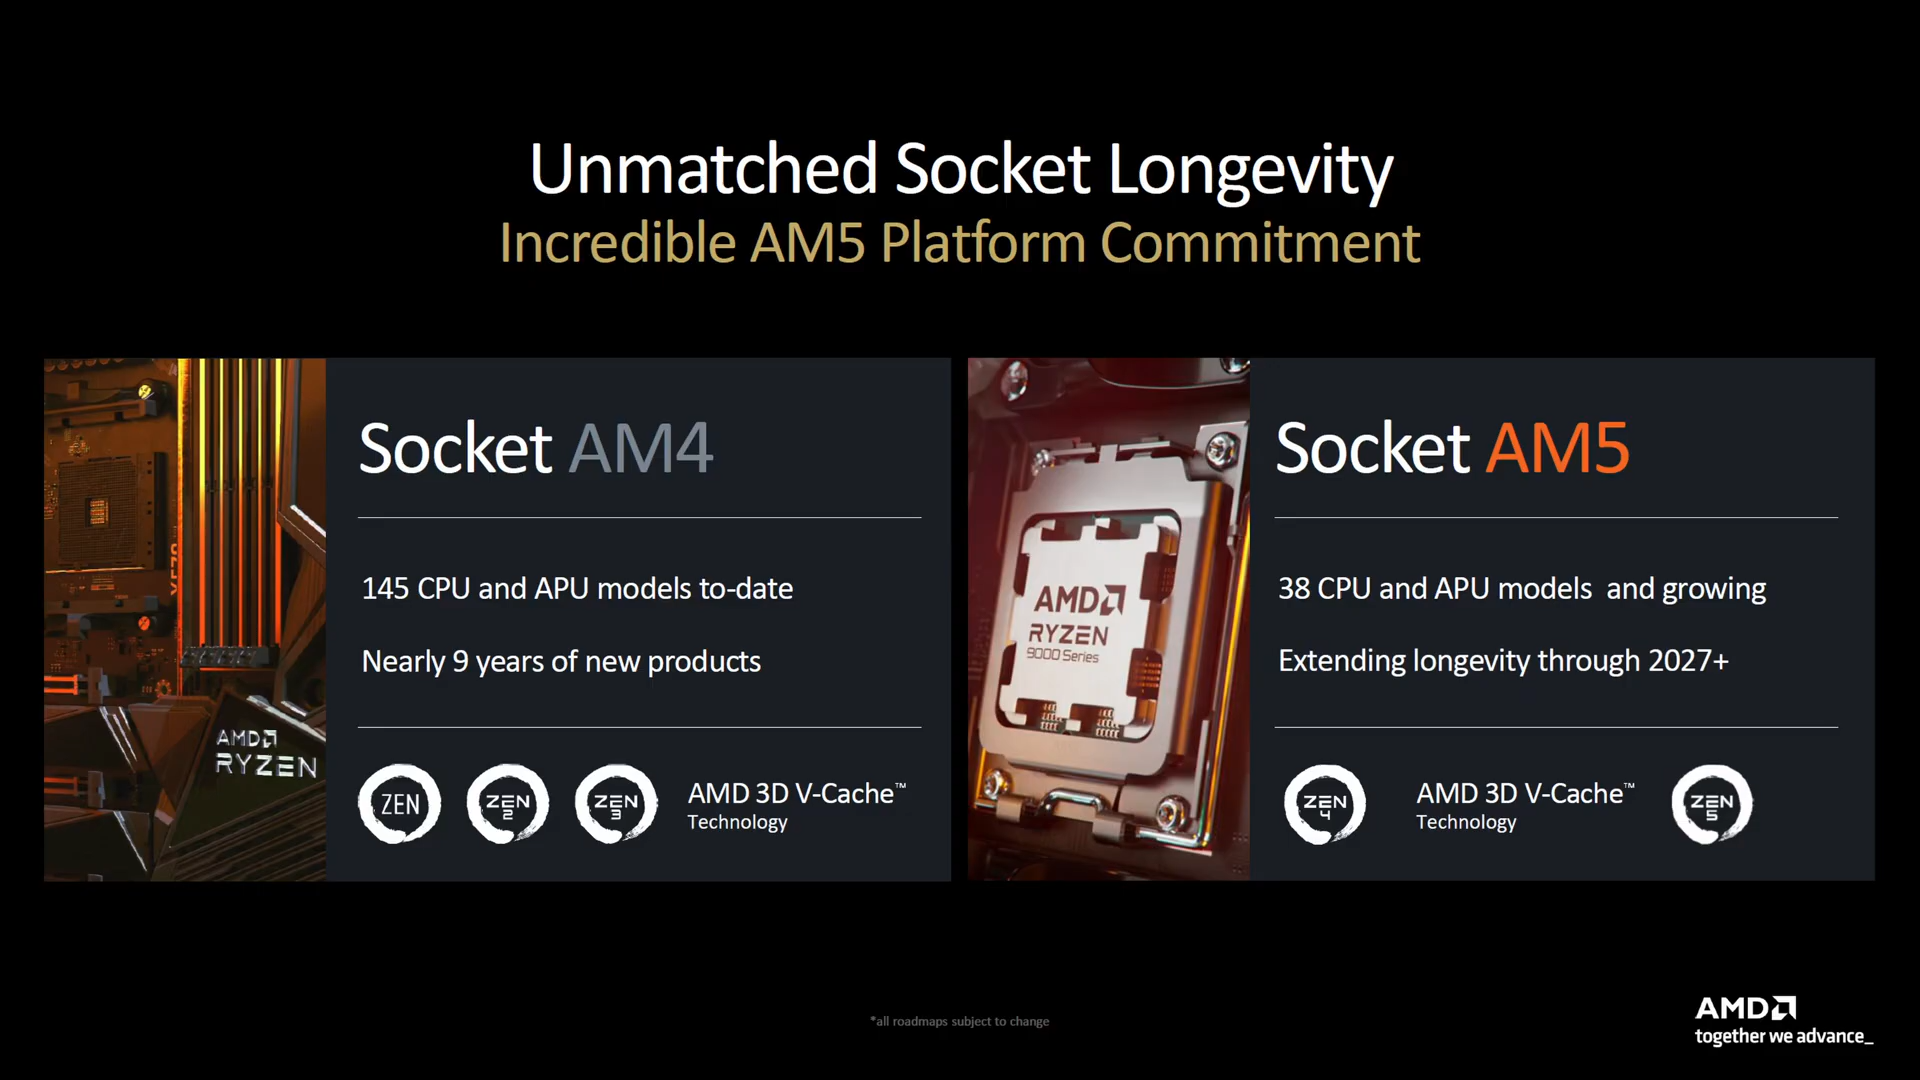 Unmatched Socket Longevity
Incredible AM5 Platform Commitment
AMD
RYZEN
Socket AM4
145 CPU and APU models to-date
Nearly 9 years of new products
ZEN
ZEN
2
ZEN
3
AMD 3D V-Cache™
Technology
AMD
RYZEN
9000 Series
Socket AM5
38 CPU and APU models and growing
Extending longevity through 2027+
ZEN
4
AMD 3D V-Cache™
Technology
ZEN
5
*all roadmaps subject to change
AMD
together we advance_